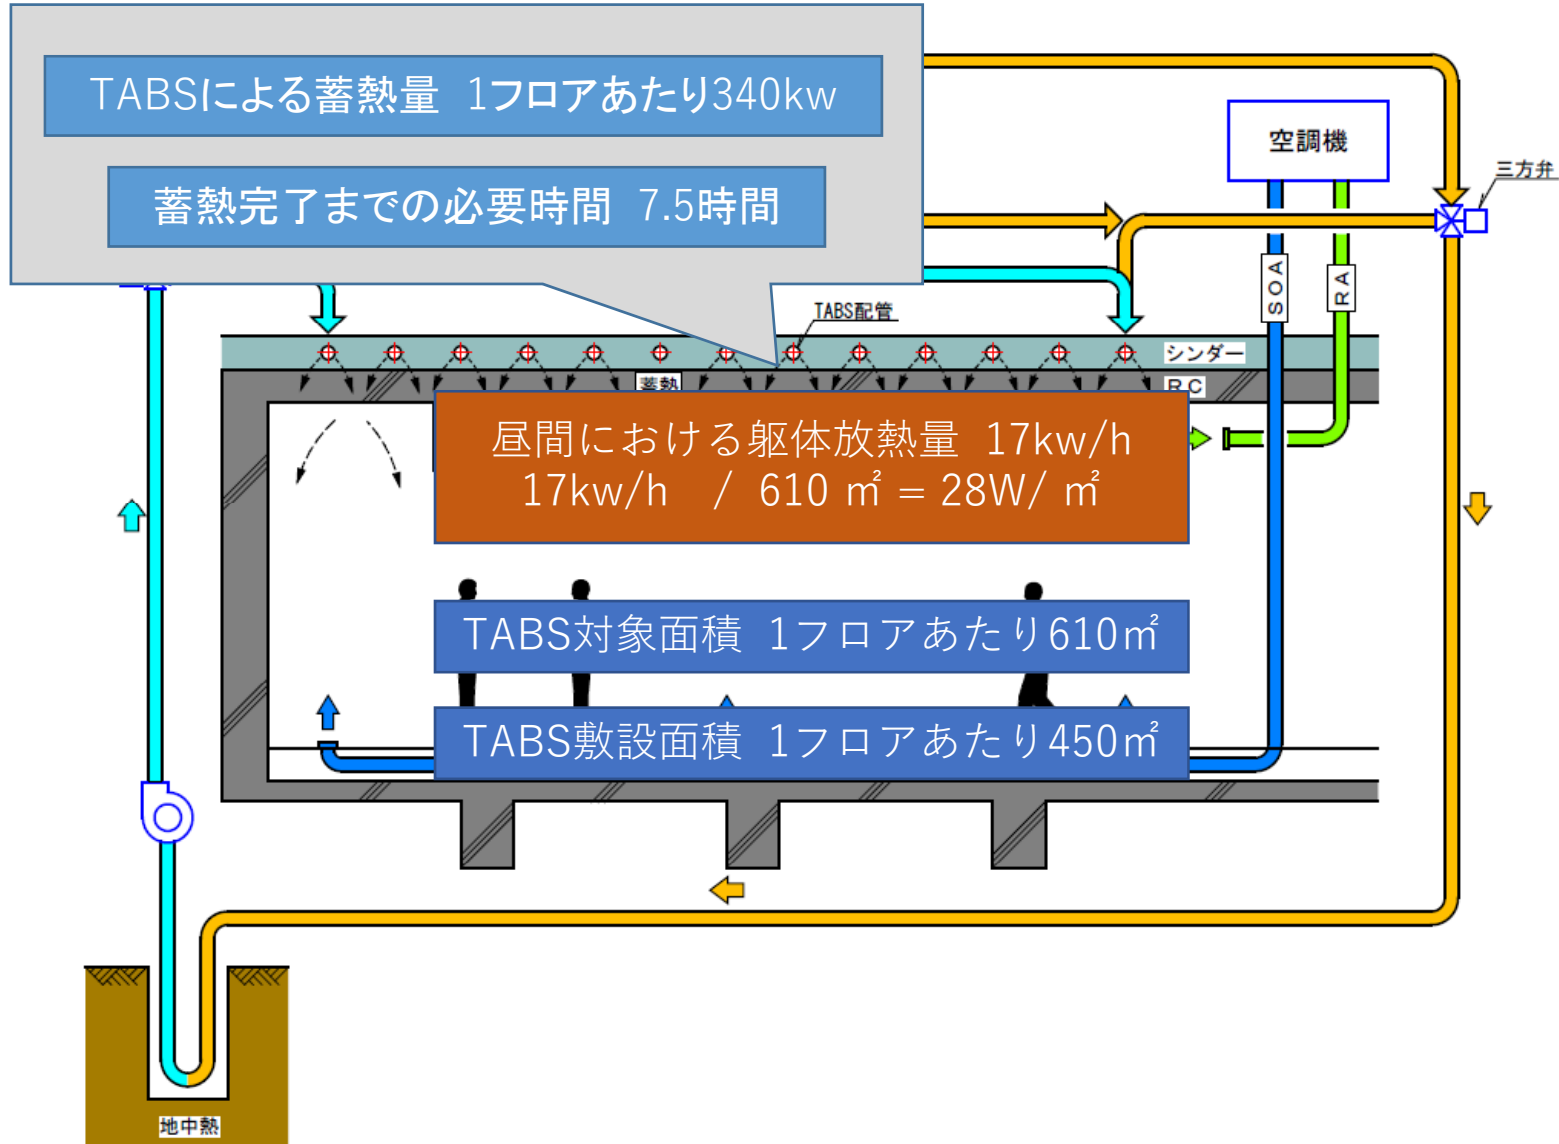 TABSによる蓄熱量 1フロアあたり340kw
蓄熱完了までの必要時間 7.5時間
空調機
三方弁
SOA
RA
TABS配管
シンダー
蓄熱
RC
昼間における躯体放熱量 17kw/h
17kw/h / 610 ㎡ = 28W/ ㎡
TABS対象面積 1フロアあたり610㎡
TABS敷設面積 1フロアあたり450㎡
地中熱